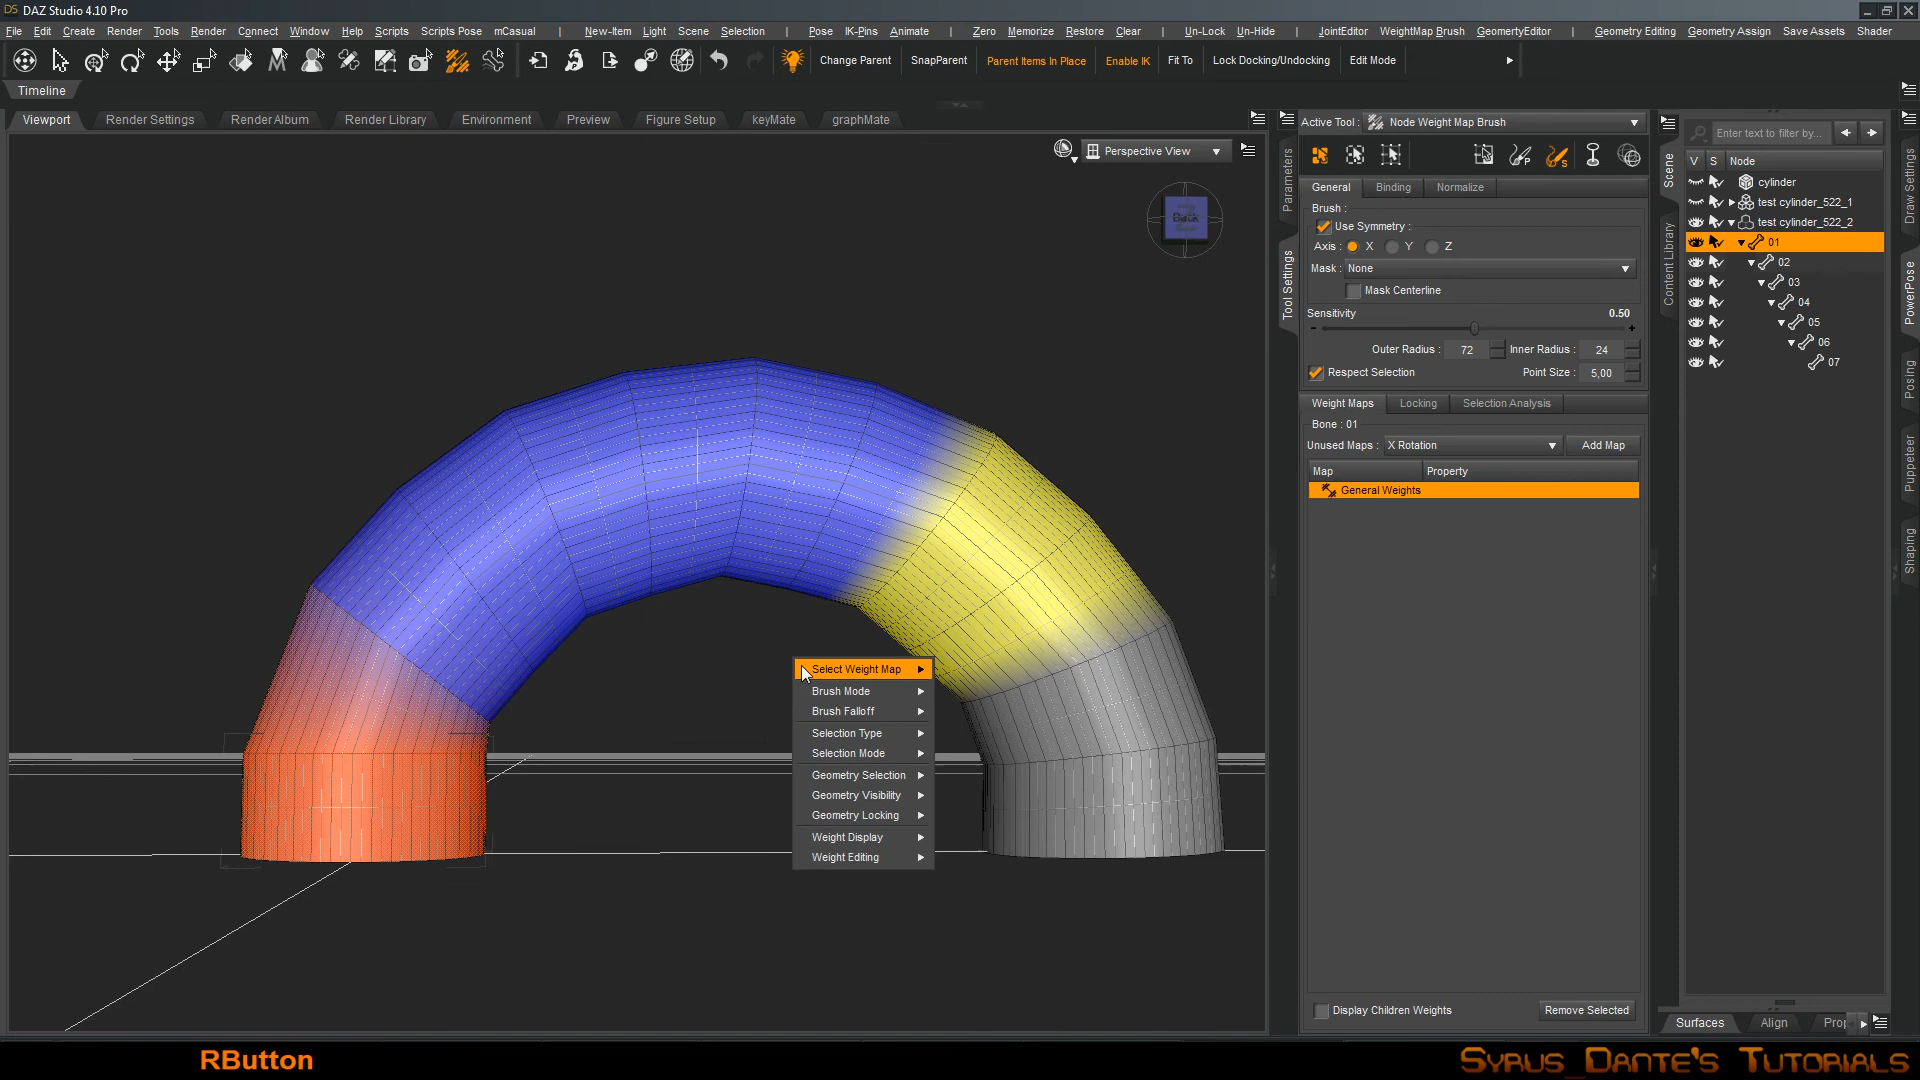 DS DAZ Studio 4.10 Pro
File Edit Create Render Tools Render Connect Window Help Scripts Scripts Pose mCasual | New-Item Light Scene Selection | Pose IK-Pins Animate | Zero Memorize Restore Clear | Un-Lock Un-Hide | JointEditor WeightMap Brush GeomertyEditor | Geometry Editing Geometry Assign Save Assets Shader
Change Parent SnapParent Parent Items In Place Enable IK Fit To Lock Docking/Undocking Edit Mode
Timeline
Viewport Render Settings Render Album Render Library Environment Preview Figure Setup keyMate graphMate
Perspective View
Back
Select Weight Map
Brush Mode
Brush Falloff
Selection Type
Selection Mode
Geometry Selection
Geometry Visibility
Geometry Locking
Weight Display
Weight Editing
Parameters
Tool Settings
Active Tool : Node Weight Map Brush
General Binding Normalize
Brush :
Use Symmetry :
Axis : X Y Z
Mask : None
Mask Centerline
Sensitivity 0.50
- +
Outer Radius : 72 Inner Radius : 24
Respect Selection Point Size : 5,00
Weight Maps Locking Selection Analysis
Bone : 01
Unused Maps : X Rotation Add Map
Map Property
General Weights
Display Children Weights Remove Selected
Scene
Content Library
Enter text to filter by...
V S Node
cylinder
test cylinder_522_1
test cylinder_522_2
01
02
03
04
05
06
07
Surfaces Align Prop
Draw Settings
PowerPose
Posing
Puppeteer
Shaping
RButton
Syrus_Dante's Tutorials